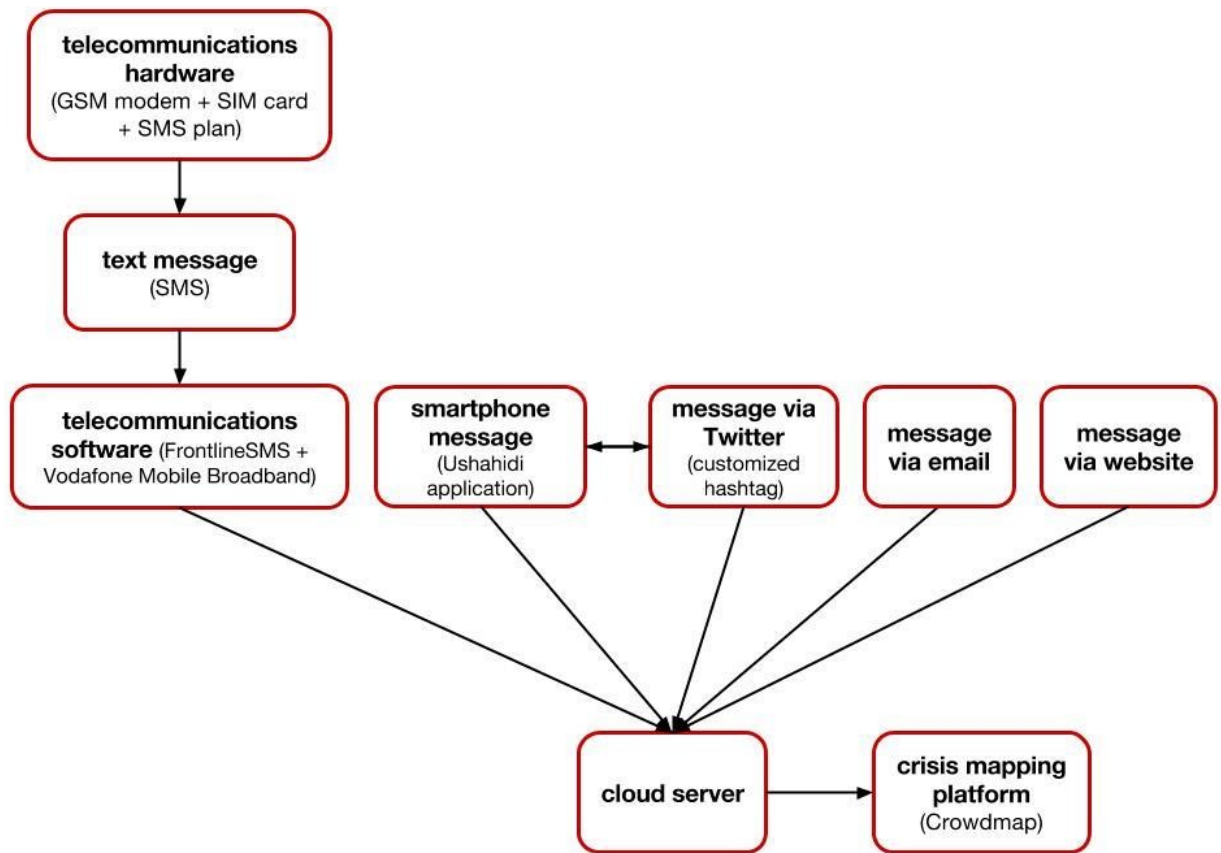 telecommunications
hardware
(GSM modem + SIM card
+ SMS plan)
text message
(SMS)
telecommunications
software (FrontlineSMS +
Vodafone Mobile Broadband)
smartphone
message
(Ushahidi
application)
message via
Twitter
(customized
hashtag)
message
via email
message
via website
cloud server
crisis mapping
platform
(Crowdmap)